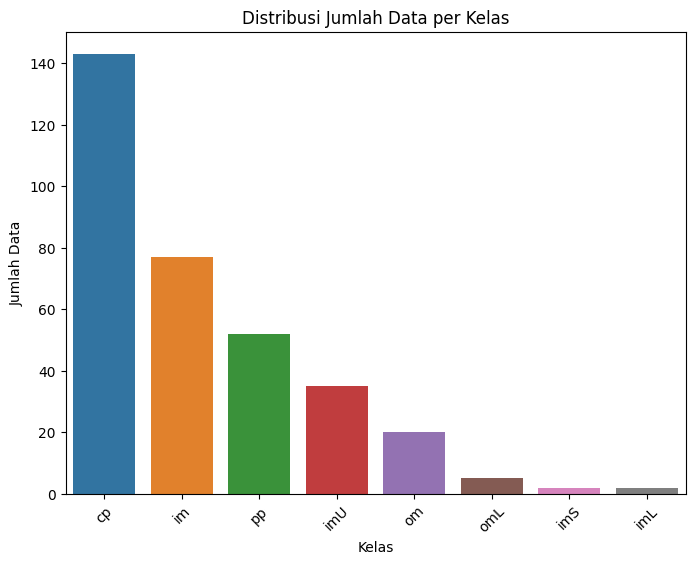 Distribusi Jumlah Data per Kelas
Jumlah Data
140
120
100
80
60
40
20
0
cp
im
pp
imU
om
omL
imS
imL
Kelas